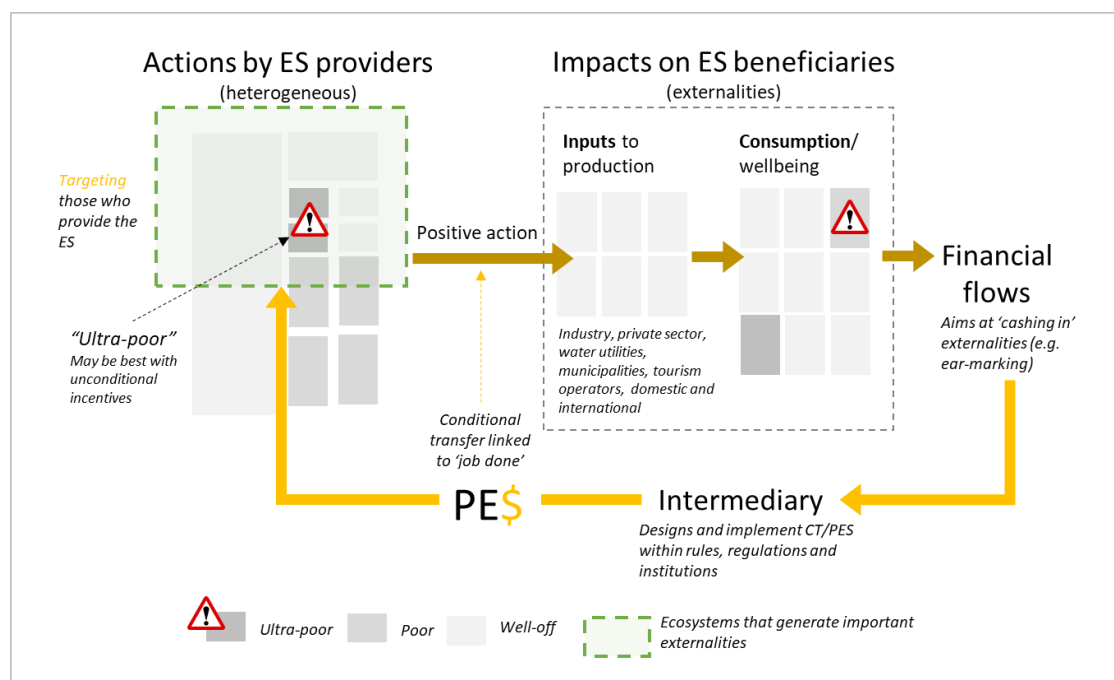 Actions by ES providers
(heterogeneous)
Impacts on ES beneficiaries
(externalities)
Targeting
those who
provide the
ES
Inputs to
production
Consumption/
wellbeing
!
!
Positive action
Financial
flows
Aims at ‘cashing in’
externalities (e.g.
ear-marking)
“Ultra-poor”
May be best with
unconditional
incentives
Industry, private sector,
water utilities,
municipalities, tourism
operators, domestic and
international
Conditional
transfer linked
to ‘job done’
PE$
Intermediary
Designs and implement CT/PES
within rules, regulations and
institutions
!
Ultra-poor
Poor
Well-off
Ecosystems that generate important
externalities